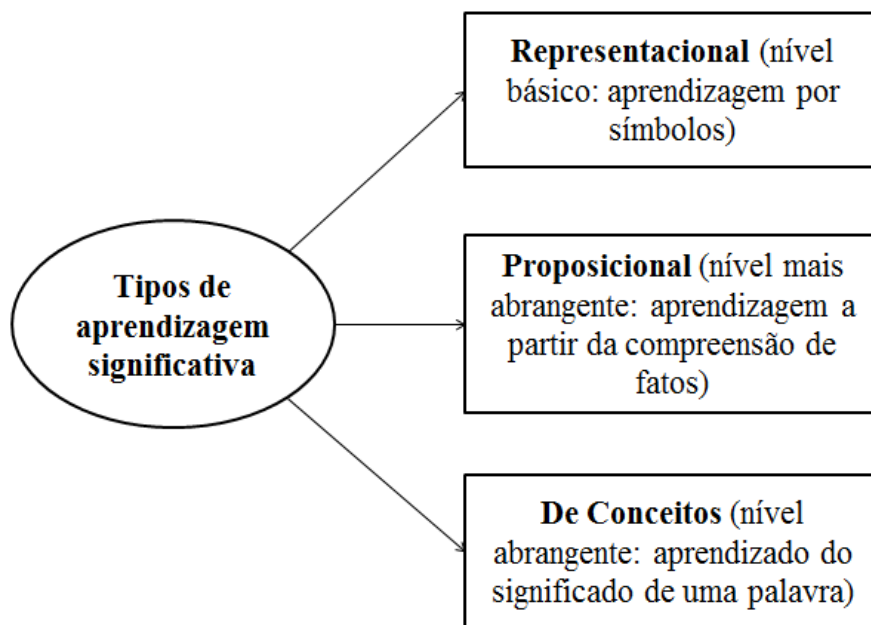 Tipos de
aprendizagem
significativa
Representacional (nível
básico: aprendizagem por
símbolos)
Proposicional (nível mais
abrangente: aprendizagem a
partir da compreensão de
fatos)
De Conceitos (nível
abrangente: aprendizado do
significado de uma palavra)